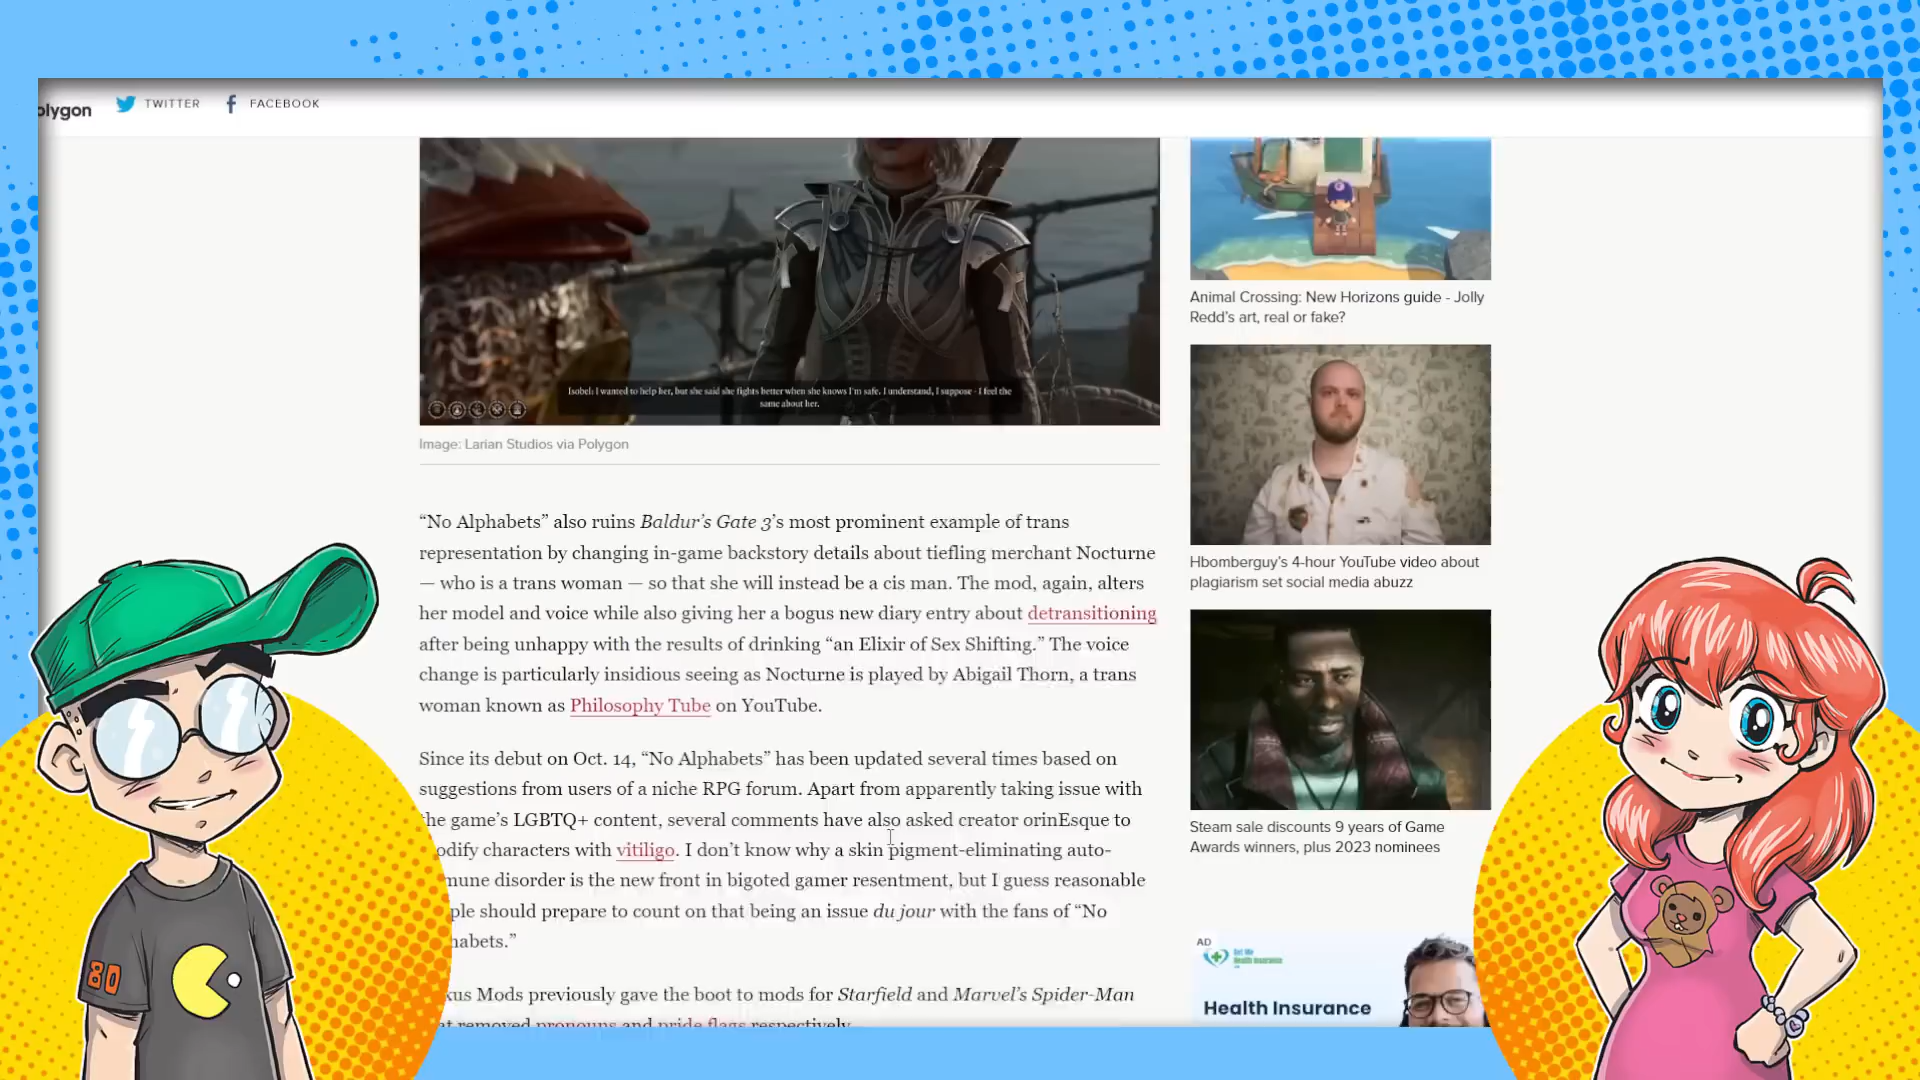 olygon
TWITTER
FACEBOOK
Isobel: I wanted to help her, but she said she fights better when she knows I'm safe. I understand, I suppose - I feel the
same about her.
Image: Larian Studios via Polygon
“No Alphabets” also ruins Baldur’s Gate 3’s most prominent example of trans
representation by changing in-game backstory details about tiefling merchant Nocturne
— who is a trans woman — so that she will instead be a cis man. The mod, again, alters
her model and voice while also giving her a bogus new diary entry about detransitioning
after being unhappy with the results of drinking “an Elixir of Sex Shifting.” The voice
change is particularly insidious seeing as Nocturne is played by Abigail Thorn, a trans
woman known as Philosophy Tube on YouTube.
Since its debut on Oct. 14, “No Alphabets” has been updated several times based on
suggestions from users of a niche RPG forum. Apart from apparently taking issue with
he game’s LGBTQ+ content, several comments have also asked creator orinEsque to
odify characters with vitiligo. I don’t know why a skin pigment-eliminating auto-
mune disorder is the new front in bigoted gamer resentment, but I guess reasonable
ple should prepare to count on that being an issue du jour with the fans of “No
habets.”
us Mods previously gave the boot to mods for Starfield and Marvel’s Spider-Man
at removed pronouns and pride flags respectively.
Animal Crossing: New Horizons guide - Jolly
Redd’s art, real or fake?
Hbomberguy’s 4-hour YouTube video about
plagiarism set social media abuzz
Steam sale discounts 9 years of Game
Awards winners, plus 2023 nominees
AD
Get Me
Health Insurance
Health Insurance
80